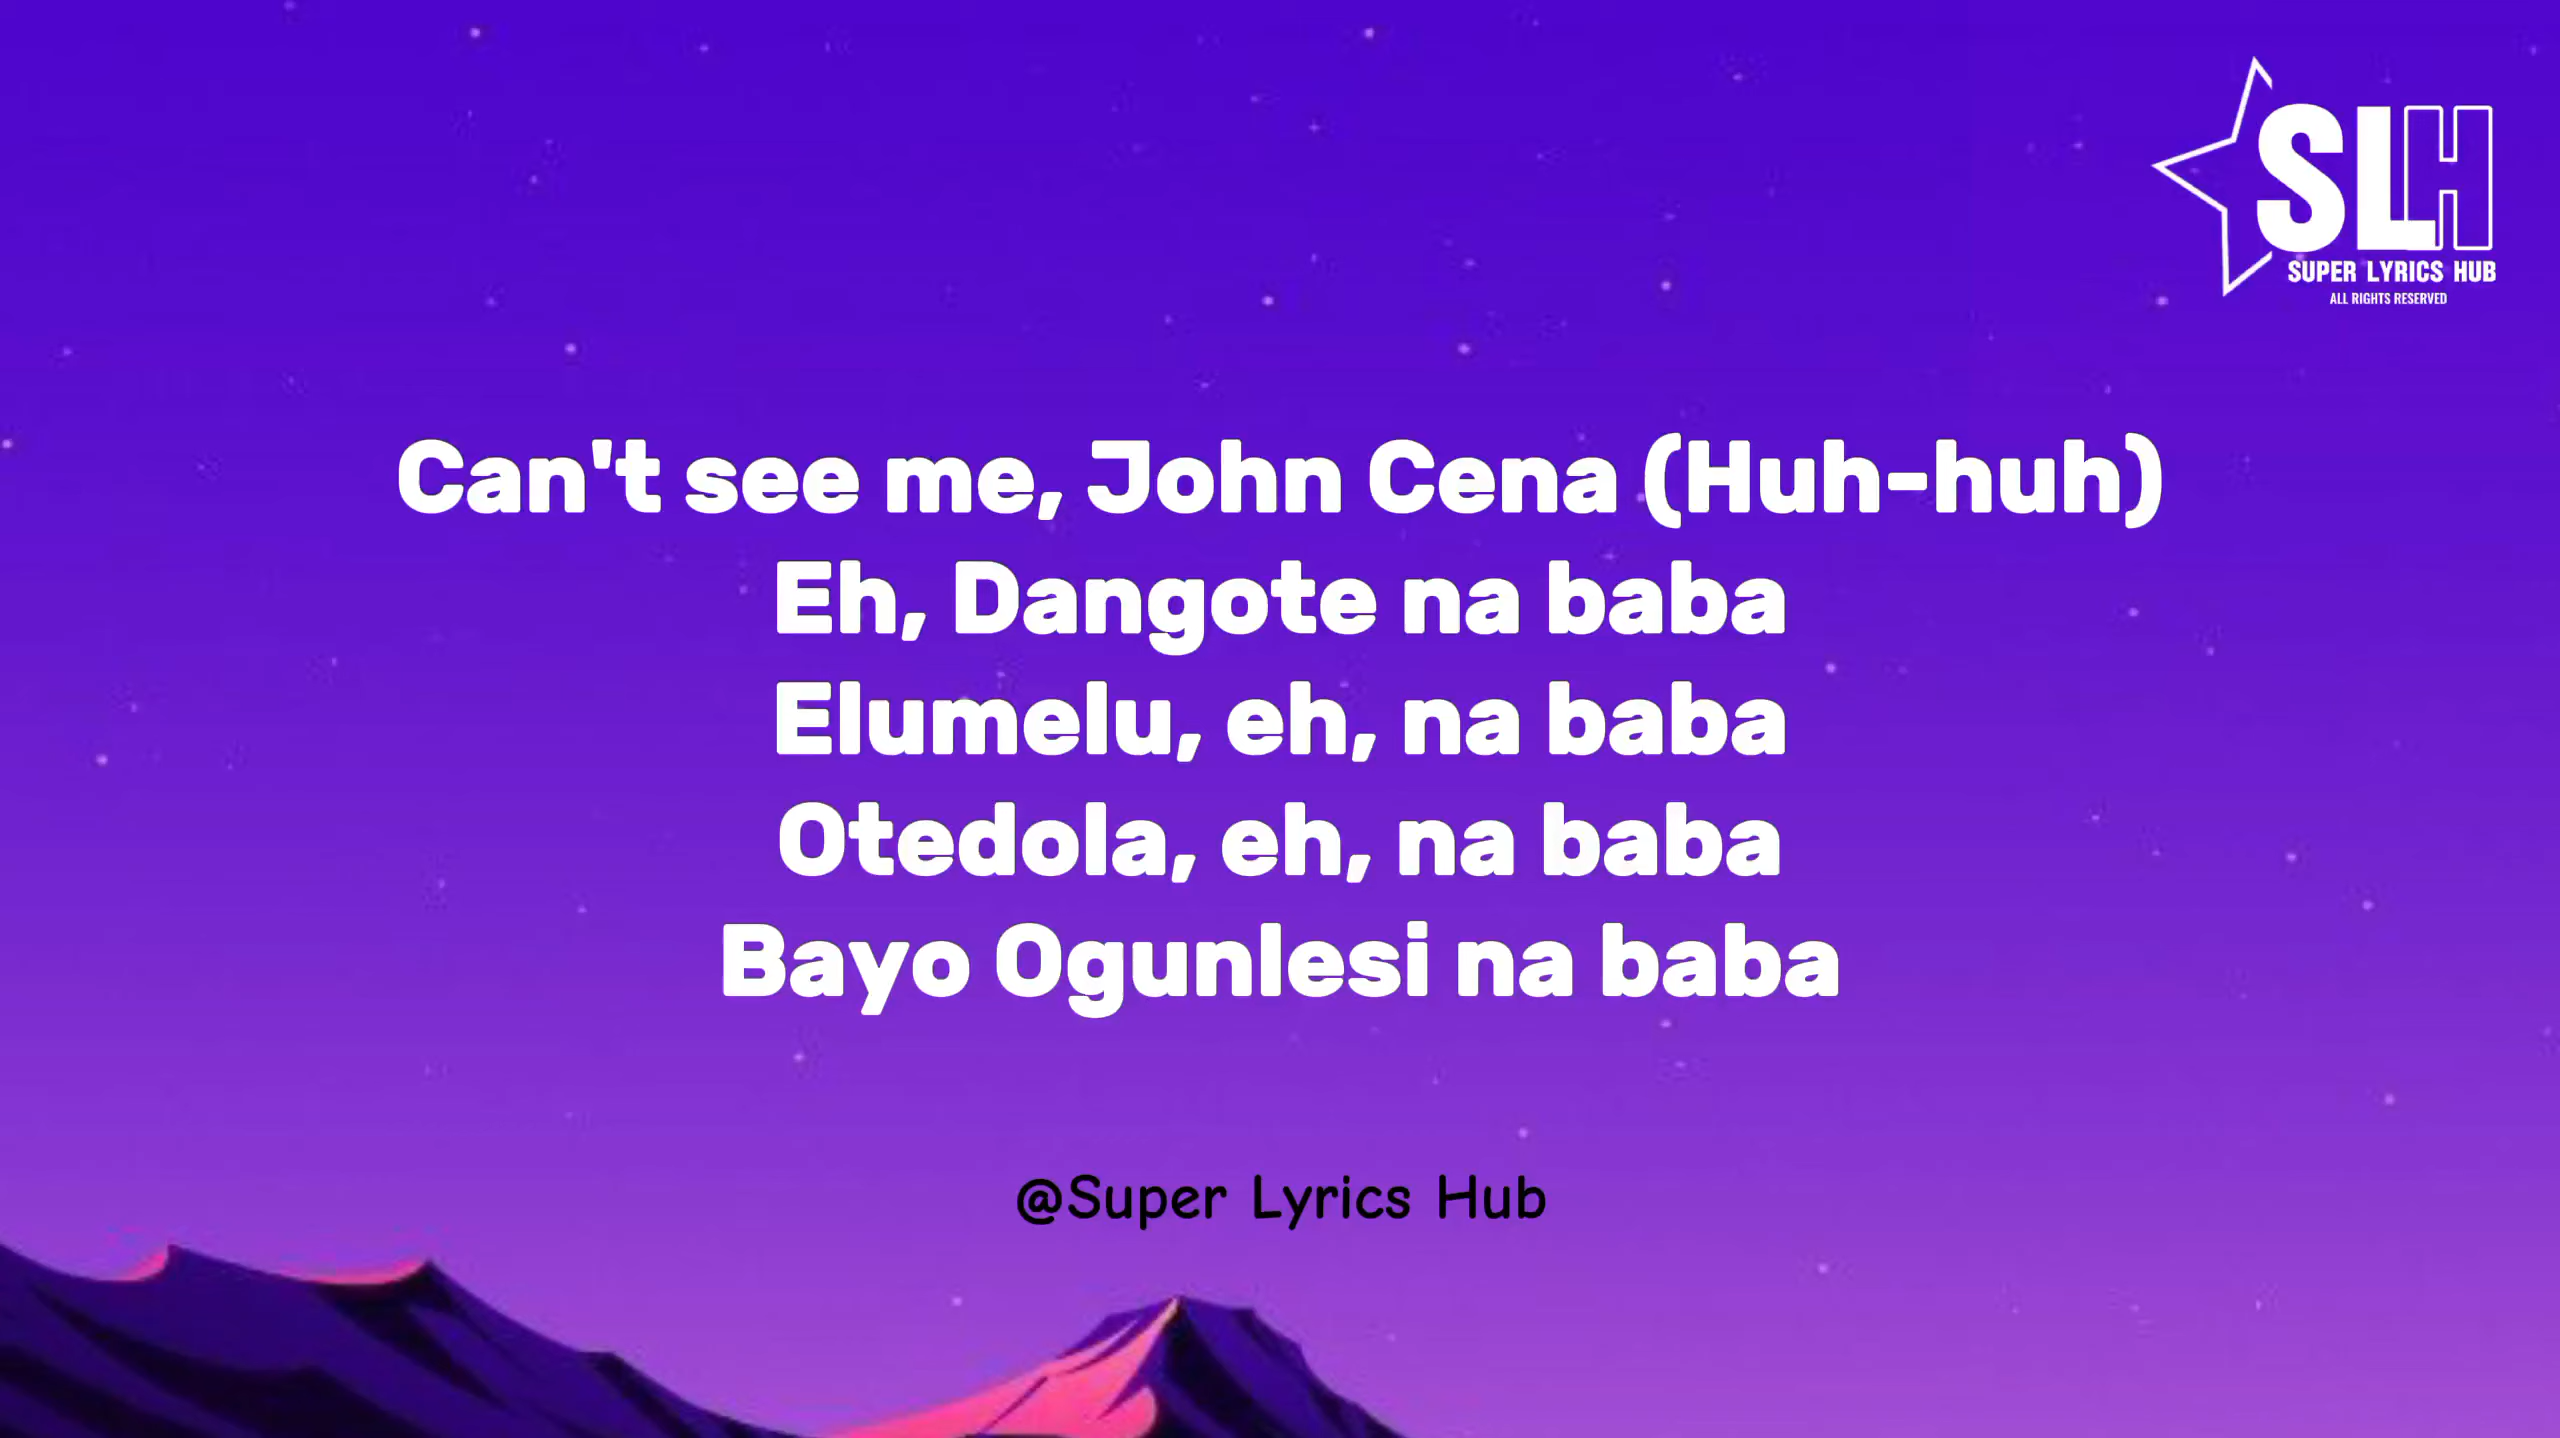 SLH
SUPER LYRICS HUB
ALL RIGHTS RESERVED
Can't see me, John Cena (Huh-huh)
Eh, Dangote na baba
Elumelu, eh, na baba
Otedola, eh, na baba
Bayo Ogunlesi na baba
@Super Lyrics Hub